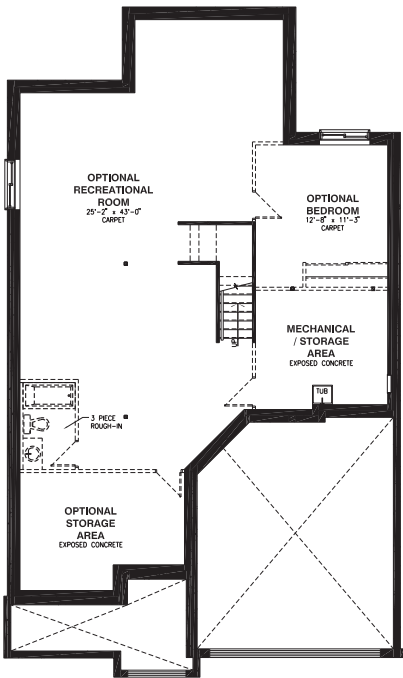 OPTIONAL
RECREATIONAL
ROOM
25'-2" x 43'-0"
CARPET
OPTIONAL
BEDROOM
12'-8" x 11'-3"
CARPET
MECHANICAL
/ STORAGE
AREA
EXPOSED CONCRETE
TUB
3 PIECE
ROUGH-IN
OPTIONAL
STORAGE
AREA
EXPOSED CONCRETE